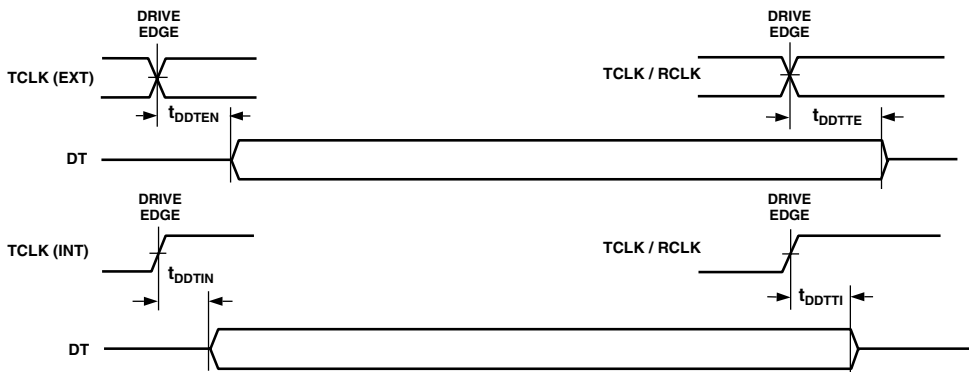 DRIVE
EDGE
DRIVE
EDGE
TCLK (EXT)
TCLK / RCLK
tDDTEN
tDDTTE
DT
DRIVE
EDGE
DRIVE
EDGE
TCLK (INT)
TCLK / RCLK
tDDTIN
tDDTTI
DT